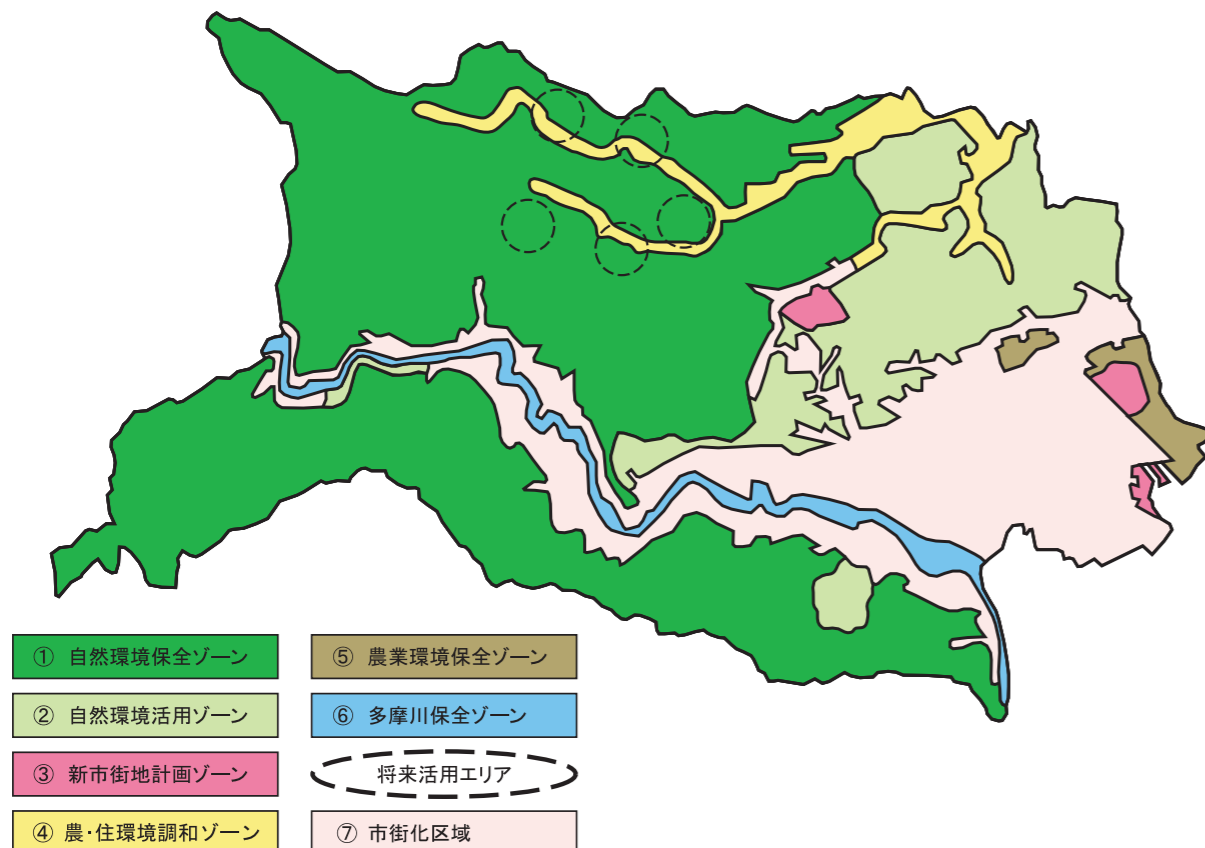 ① 自然環境保全ゾーン
② 自然環境活用ゾーン
③ 新市街地計画ゾーン
④ 農・住環境調和ゾーン
⑤ 農業環境保全ゾーン
⑥ 多摩川保全ゾーン
将来活用エリア
⑦ 市街化区域